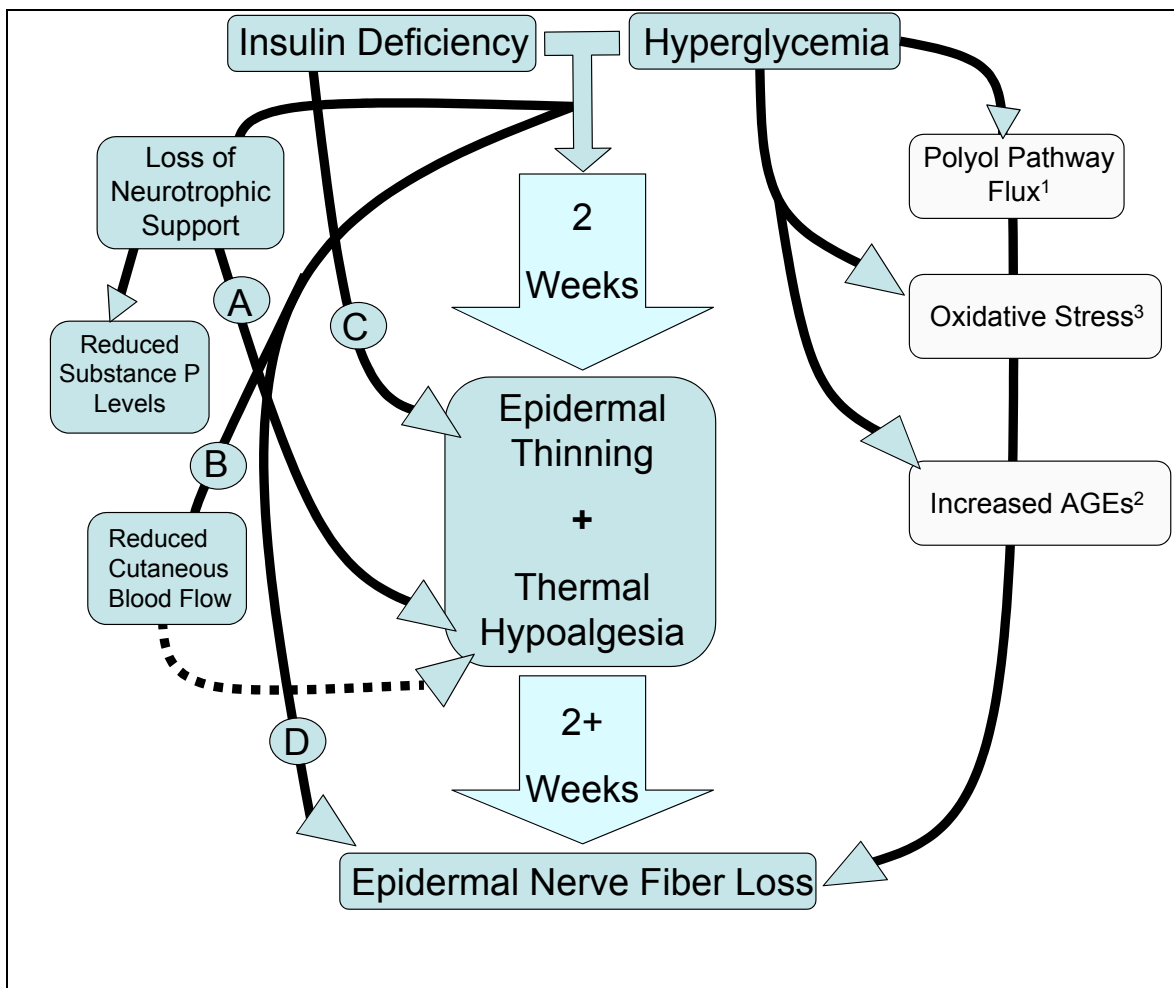 Insulin Deficiency
Hyperglycemia
Loss of
Neurotrophic
Support
Polyol Pathway
Flux¹
2
Weeks
A
C
Oxidative Stress³
Reduced
Substance P
Levels
Epidermal
Thinning
+
Thermal
Hypoalgesia
B
Increased AGEs²
Reduced
Cutaneous
Blood Flow
D
2+
Weeks
Epidermal Nerve Fiber Loss